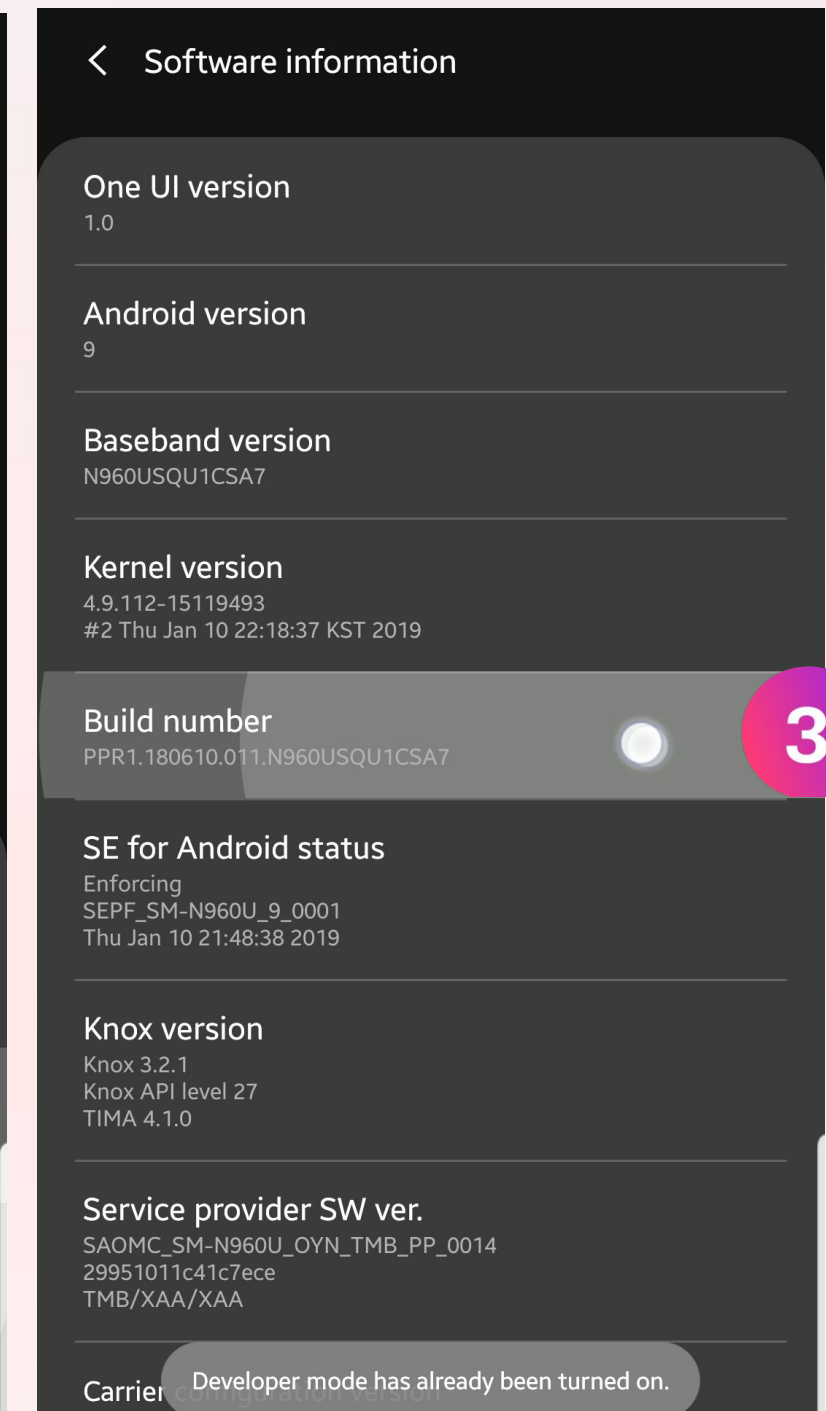 Software information
One UI version
1.0
Android version
9
Baseband version
N960USQU1CSA7
Kernel version
4.9.112-15119493
#2 Thu Jan 10 22:18:37 KST 2019
Build number
PPR1.180610.011.N960USQU1CSA7
3
SE for Android status
Enforcing
SEPF_SM-N960U_9_0001
Thu Jan 10 21:48:38 2019
Knox version
Knox 3.2.1
Knox API level 27
TIMA 4.1.0
Service provider SW ver.
SAOMC_SM-N960U_OYN_TMB_PP_0014
29951011c41c7ece
TMB/XAA/XAA
Carrier configuration version
Developer mode has already been turned on.